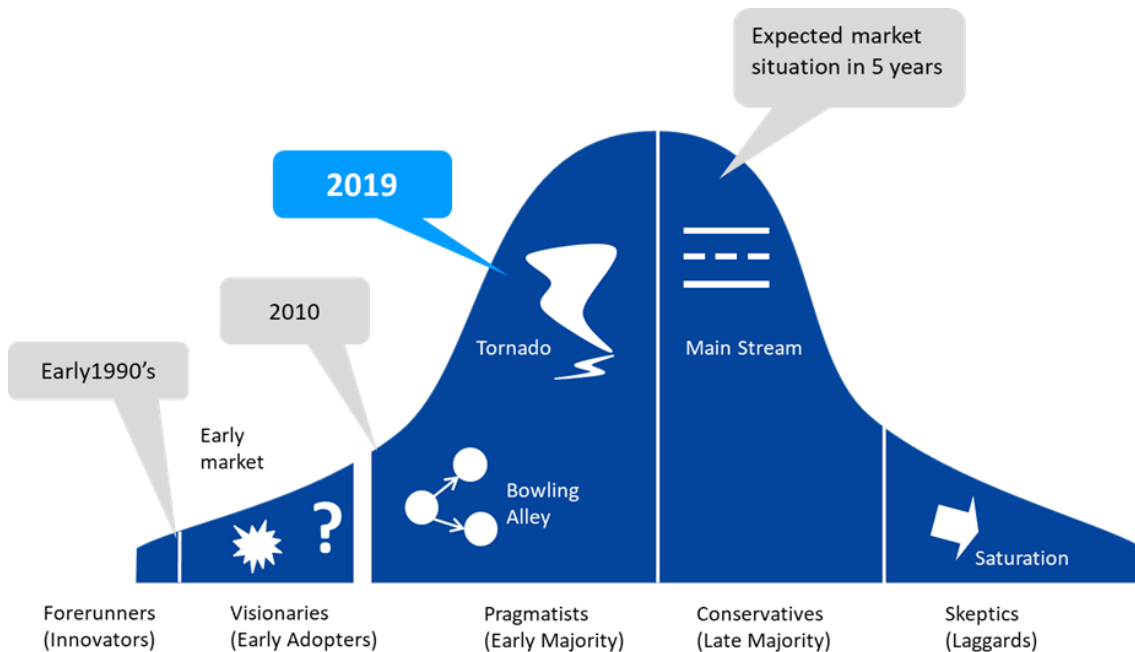 Expected market
situation in 5 years
2019
2010
Early1990's
Early
market
?
Tornado
Main Stream
Bowling
Alley
Saturation
Forerunners
(Innovators)
Visionaries
(Early Adopters)
Pragmatists
(Early Majority)
Conservatives
(Late Majority)
Skeptics
(Laggards)